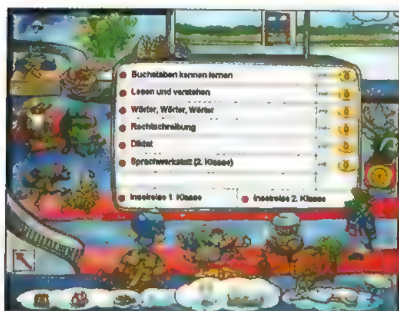 Buchstaben kennen lernen
Lesen und verstehen
Wörter, Wörter, Wörter
Rechtschreibung
Diktat
Sprachwerkstatt (2. Klasse)
Inselreise 1. Klasse
Inselreise 2. Klasse